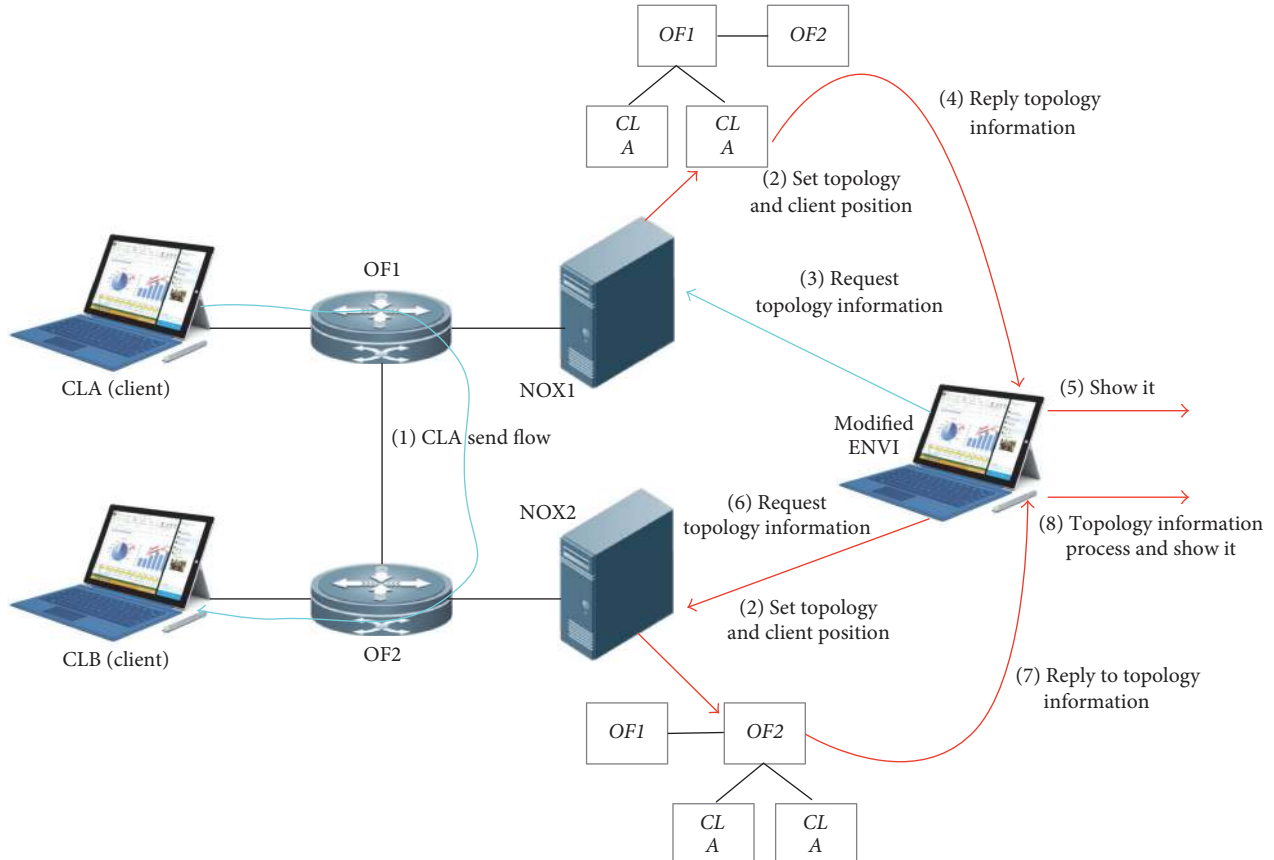 OF1
OF2
CL
A
CL
A
(4) Reply topology
information
(2) Set topology
and client position
OF1
(3) Request
topology information
CLA (client)
NOX1
(5) Show it
Modified
ENVI
(1) CLA send flow
NOX2
(6) Request
topology information
(8) Topology information
process and show it
(2) Set topology
and client position
CLB (client)
OF2
(7) Reply to topology
information
OF1
OF2
CL
A
CL
A